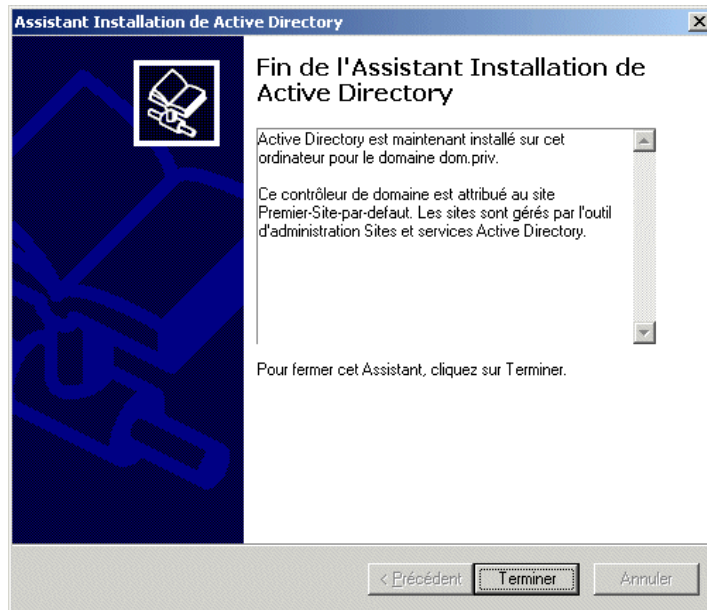 Assistant Installation de Active Directory
Fin de l'Assistant Installation de
Active Directory
Active Directory est maintenant installé sur cet
ordinateur pour le domaine dom.priv.
Ce contrôleur de domaine est attribué au site
Premier-Site-par-defaut. Les sites sont gérés par l'outil
d'administration Sites et services Active Directory.
Pour fermer cet Assistant, cliquez sur Terminer.
< Précédent
Terminer
Annuler